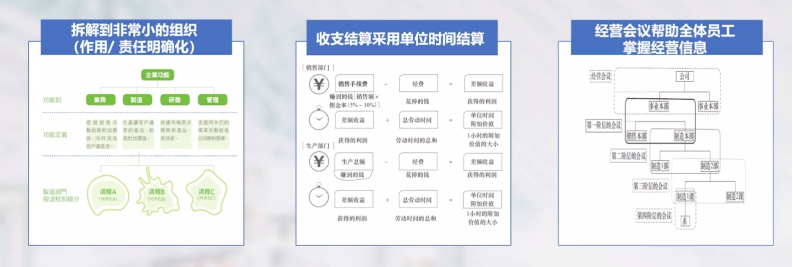 拆解到非常小的组织
（作用/ 责任明确化）
企業功能
功能別
業務
製造
研發
管理
功能定義
製造部門
按流程別細分
流程A
流程B
流程C
收支结算采用单位时间结算
[ 销售部门 ]
销售手续费
－
经费
＝
差额收益
赚到的钱 [ 销售额 ×
佣金率（5%－10%）]
花掉的钱
获得的利润
差额收益
÷
总劳动时间
＝
单位时间
附加价值
获得的利润
劳动时间的总和
1小时的附加
价值的大小
[ 生产部门 ]
生产总额
－
经费
＝
差额收益
赚到的钱
花掉的钱
获得的利润
差额收益
÷
总劳动时间
＝
单位时间
附加价值
获得的利润
劳动时间的总和
1小时的附加
价值的大小
经营会议帮助全体员工
掌握经营信息
经营会议
公司
事业本部
事业本部
第一阶层的会议
销售本部
制造本部
第二阶层的会议
制造1部
制造2部
第三阶层的会议
制造1课
制造2课
第四阶层的会议
系